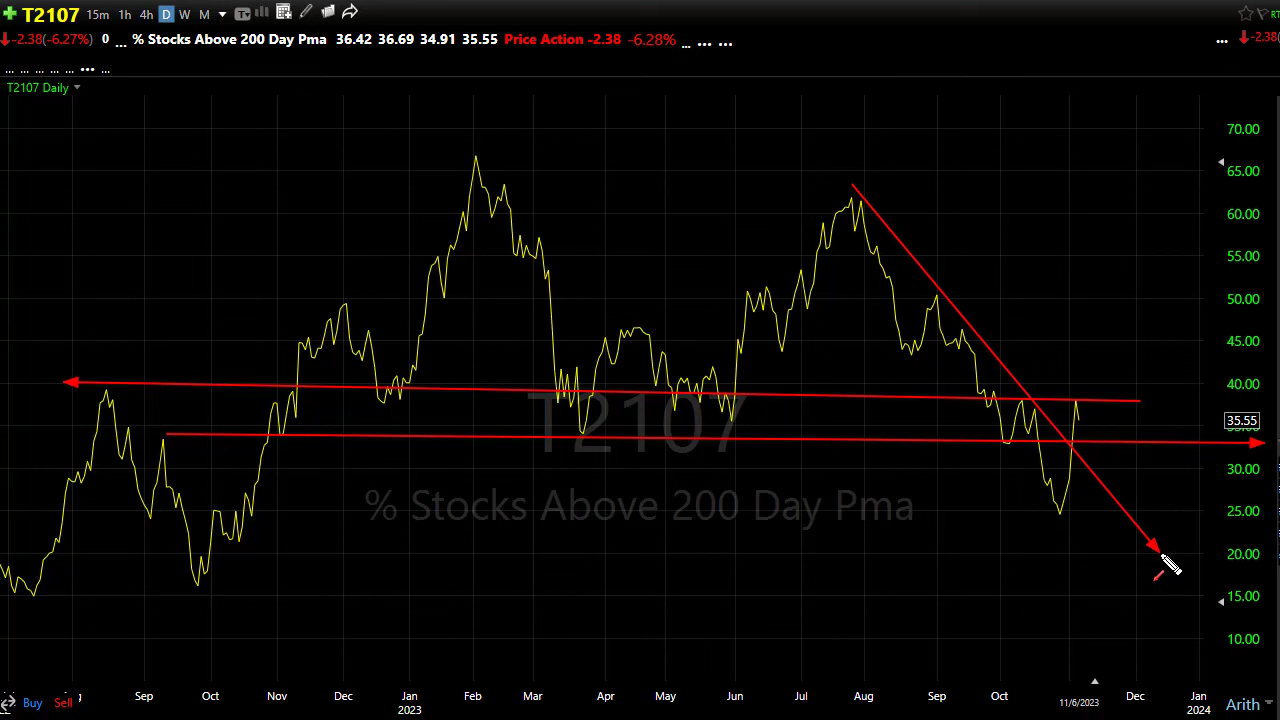 T2107 15m 1h 4h D W M T RT
-2.38(-6.27%) 0 ... % Stocks Above 200 Day Pma 36.42 36.69 34.91 35.55 Price Action -2.38 -6.28% ... ... ... ... -2.38(
... ... ... ... ... ... ...
T2107 Daily
70.00
65.00
60.00
55.00
50.00
45.00
40.00
35.55
30.00
25.00
20.00
15.00
10.00
T2107
% Stocks Above 200 Day Pma
Sep Oct Nov Dec Jan Feb Mar Apr May Jun Jul Aug Sep Oct 11/6/2023 Dec Jan
2023 2024
Buy Sell Arith